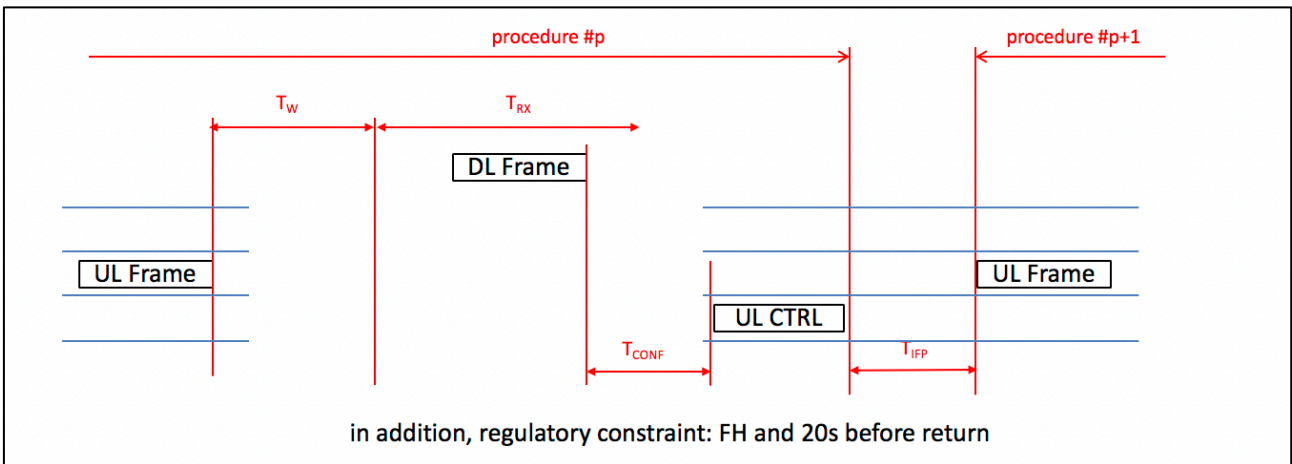 procedure #p
procedure #p+1
TW
TRX
DL Frame
UL Frame
UL Frame
UL CTRL
TCONF
TIFP
in addition, regulatory constraint: FH and 20s before return